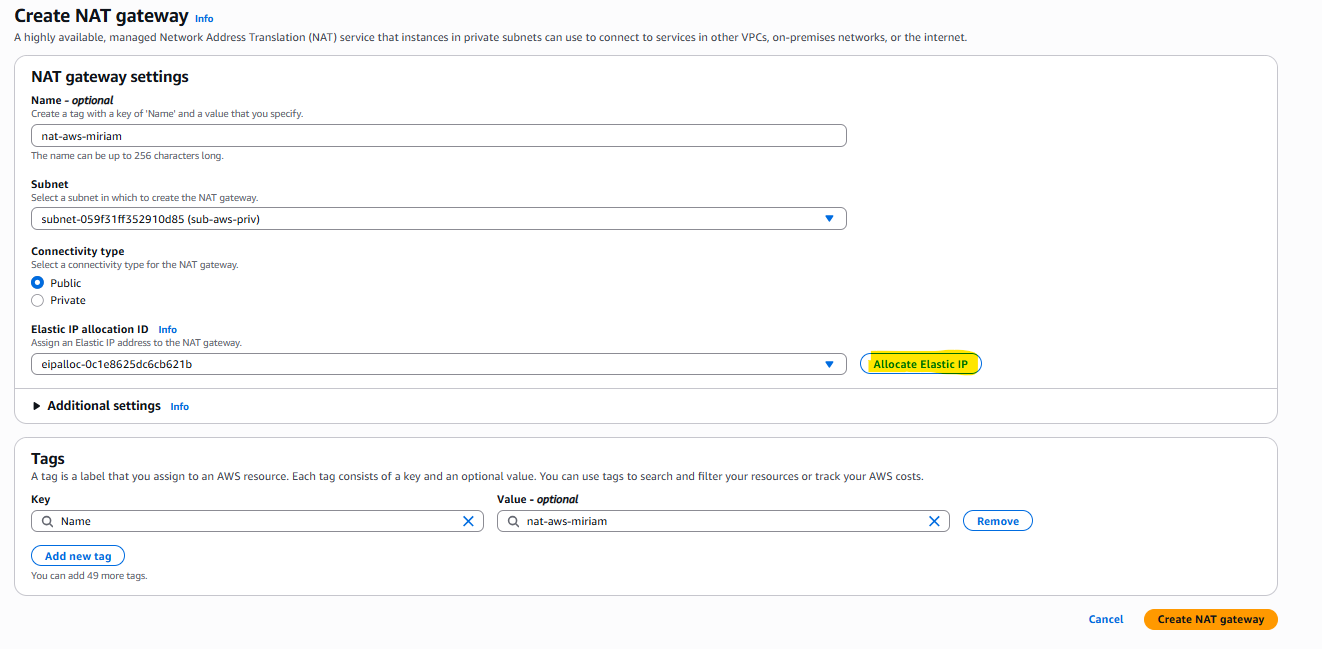 Create NAT gateway Info
A highly available, managed Network Address Translation (NAT) service that instances in private subnets can use to connect to services in other VPCs, on-premises networks, or the internet.
NAT gateway settings
Name - optional
Create a tag with a key of 'Name' and a value that you specify.
nat-aws-miriam
The name can be up to 256 characters long.
Subnet
Select a subnet in which to create the NAT gateway.
subnet-059f31ff352910d85 (sub-aws-priv)
Connectivity type
Select a connectivity type for the NAT gateway.
Public
Private
Elastic IP allocation ID Info
Assign an Elastic IP address to the NAT gateway.
eipalloc-0c1e8625dc6cb621b
Allocate Elastic IP
Additional settings Info
Tags
A tag is a label that you assign to an AWS resource. Each tag consists of a key and an optional value. You can use tags to search and filter your resources or track your AWS costs.
Key
Value - optional
Name
nat-aws-miriam
Remove
Add new tag
You can add 49 more tags.
Cancel
Create NAT gateway